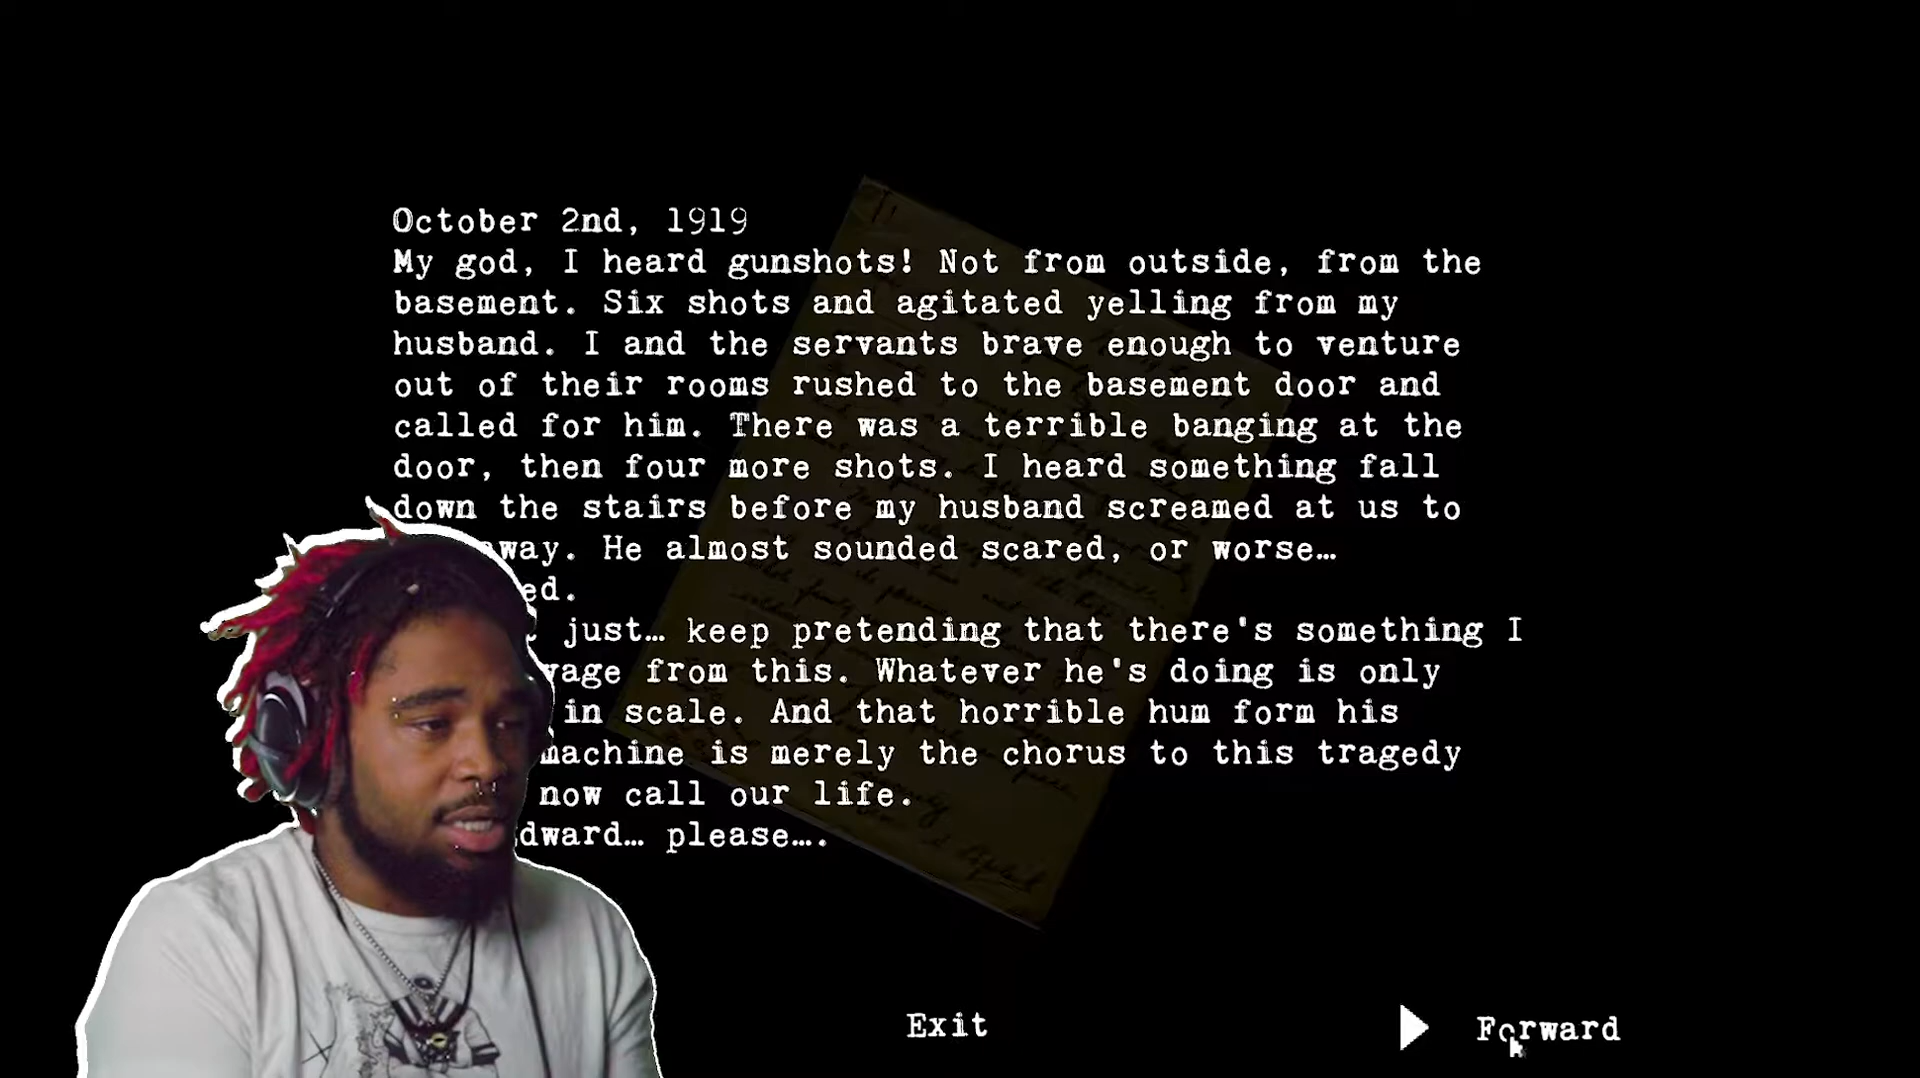 October 2nd, 1919
My god, I heard gunshots! Not from outside, from the
basement. Six shots and agitated yelling from my
husband. I and the servants brave enough to venture
out of their rooms rushed to the basement door and
called for him. There was a terrible banging at the
door, then four more shots. I heard something fall
down the stairs before my husband screamed at us to
away. He almost sounded scared, or worse…
just… keep pretending that there's something I
from this. Whatever he's doing is only
in scale. And that horrible hum form his
machine is merely the chorus to this tragedy
now call our life.
please….
Exit
Forward